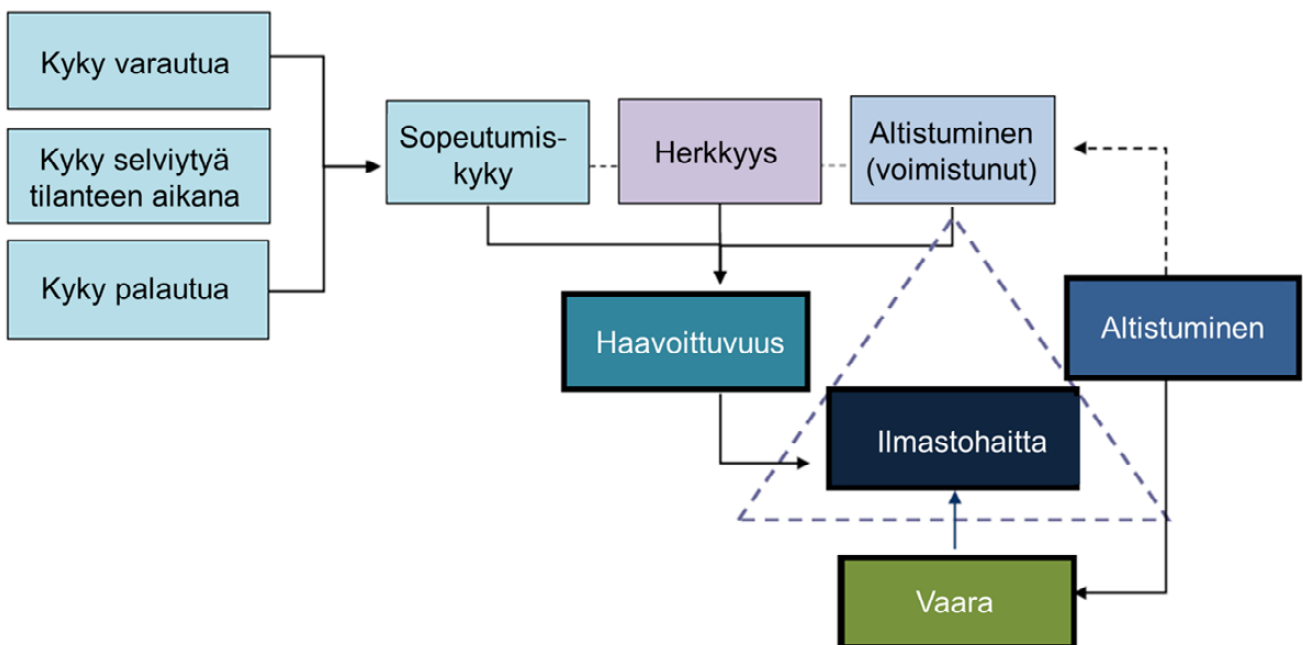 Kyky varautua
Kyky selviytyä
tilanteen aikana
Kyky palautua
Sopeutumis-
kyky
Herkkyys
Altistuminen
(voimistunut)
Haavoittuvuus
Altistuminen
Ilmastohaitta
Vaara